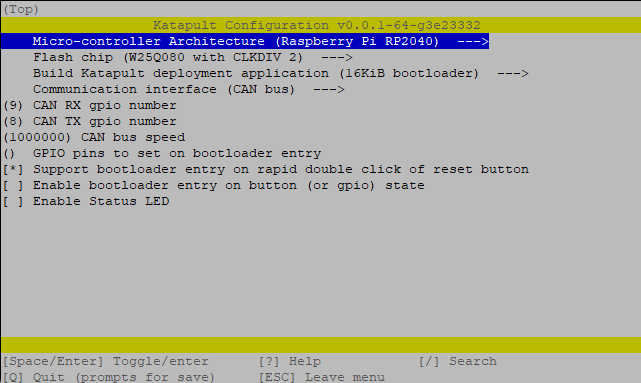 (Top)
Katapult Configuration v0.0.1-64-g3e23332
Micro-controller Architecture (Raspberry Pi RP2040) --->
Flash chip (W25Q080 with CLKDIV 2) --->
Build Katapult deployment application (16KiB bootloader) --->
Communication interface (CAN bus) --->
(9) CAN RX gpio number
(8) CAN TX gpio number
(1000000) CAN bus speed
() GPIO pins to set on bootloader entry
[*] Support bootloader entry on rapid double click of reset button
[ ] Enable bootloader entry on button (or gpio) state
[ ] Enable Status LED
[Space/Enter] Toggle/enter [?] Help [/] Search
[Q] Quit (prompts for save) [ESC] Leave menu